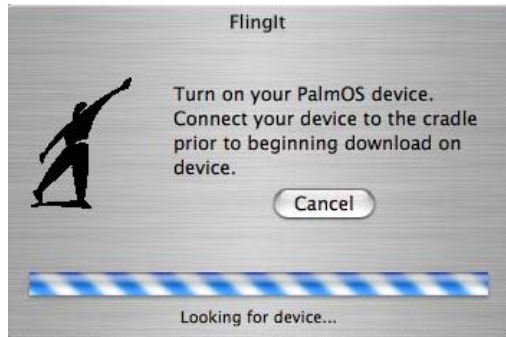 FlingIt
Turn on your PalmOS device.
Connect your device to the cradle
prior to beginning download on
device.
Cancel
Looking for device...